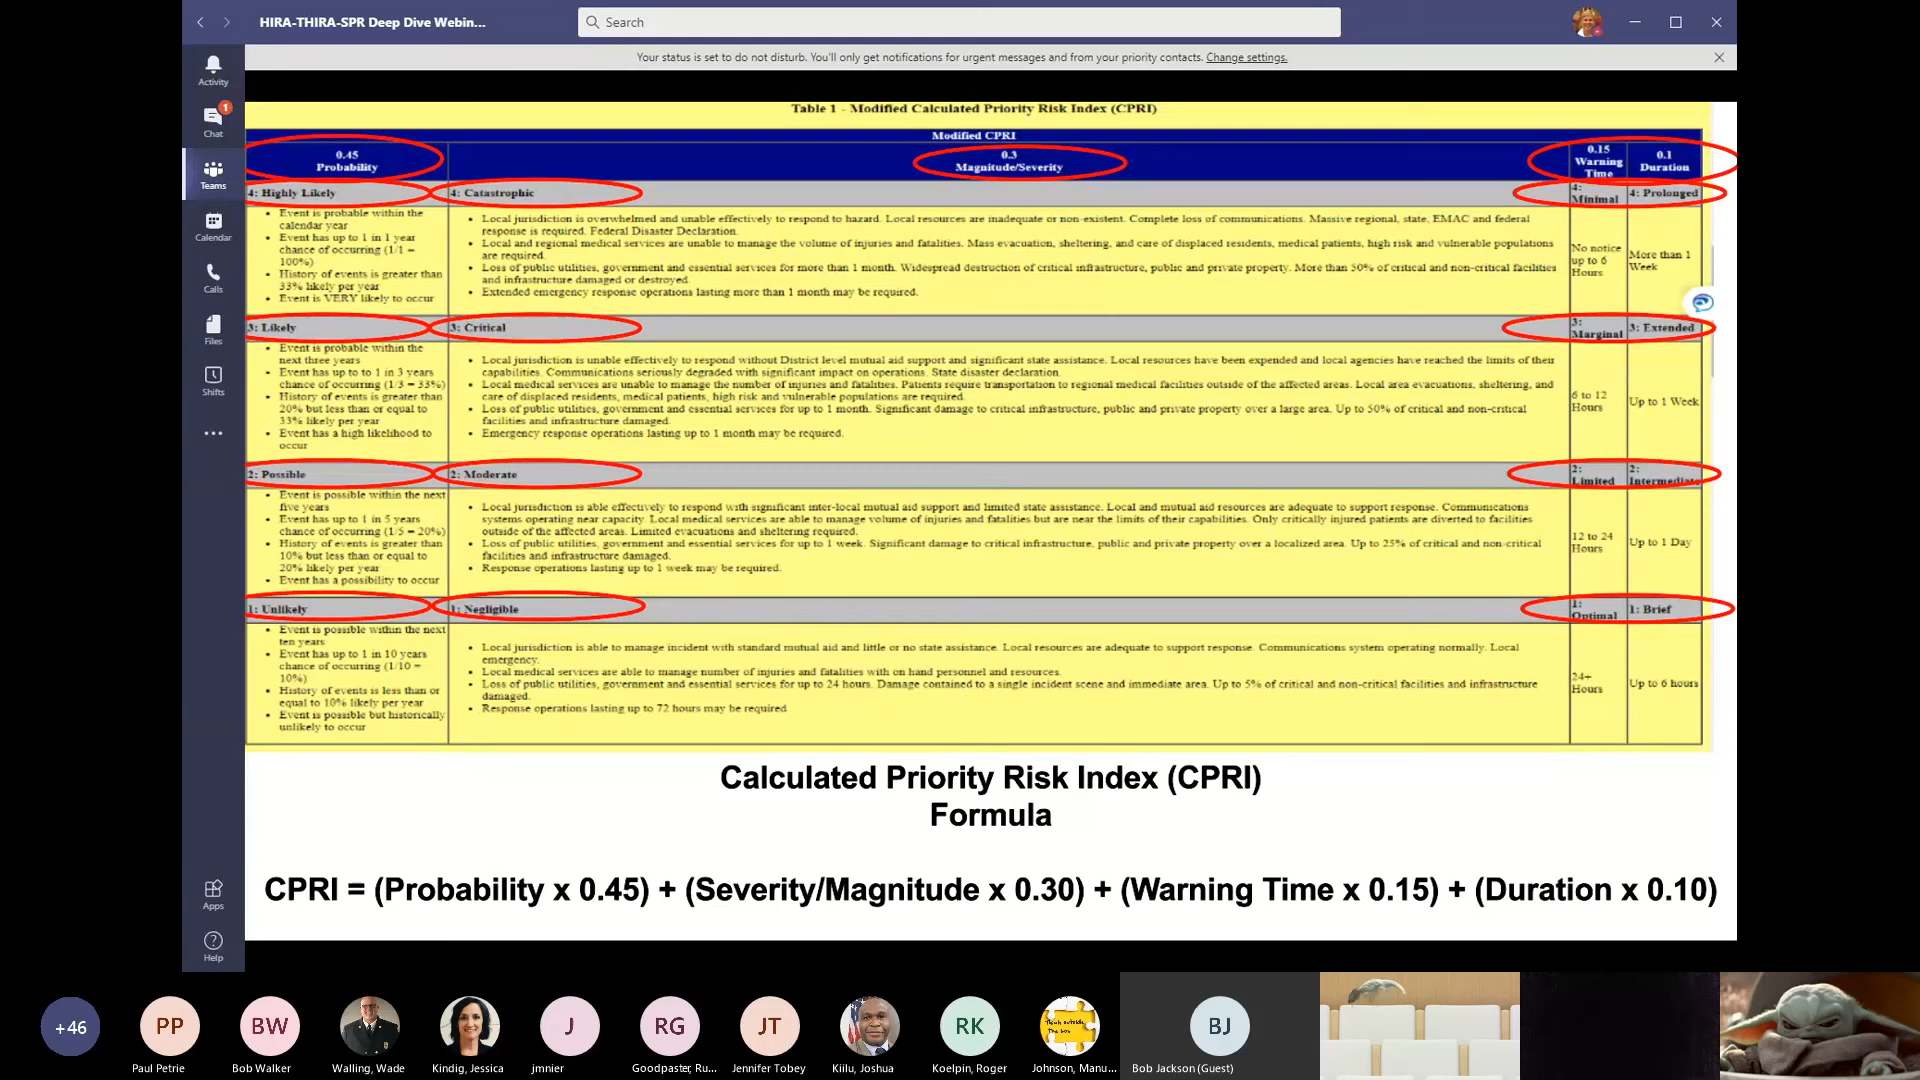 HIRA-THIRA-SPR Deep Dive Webin...
Search
Your status is set to do not disturb. You'll only get notifications for urgent messages and from your priority contacts. Change settings.
Activity
1
Chat
Teams
Calendar
Calls
Files
Shifts
Apps
Help
Table 1 - Modified Calculated Priority Risk Index (CPRI)
Modified CPRI
0.45
Probability
0.3
Magnitude/Severity
0.15
Warning
Time
0.1
Duration
4: Highly Likely
4: Catastrophic
4:
Minimal
4: Prolonged
• Event is probable within the
calendar year
• Event has up to 1 in 1 year
chance of occurring (1/1 =
100%)
• History of events is greater than
33% likely per year
• Event is VERY likely to occur
• Local jurisdiction is overwhelmed and unable effectively to respond to hazard. Local resources are inadequate or non-existent. Complete loss of communications. Massive regional, state, EMAC and federal
response is required. Federal Disaster Declaration.
• Local and regional medical services are unable to manage the volume of injuries and fatalities. Mass evacuation, sheltering, and care of displaced residents, medical patients, high risk and vulnerable populations
are required.
• Loss of public utilities, government and essential services for more than 1 month. Widespread destruction of critical infrastructure, public and private property. More than 50% of critical and non-critical facilities
and infrastructure damaged or destroyed.
• Extended emergency response operations lasting more than 1 month may be required.
No notice
up to 6
Hours
More than 1
Week
3: Likely
3: Critical
3:
Marginal
3: Extended
• Event is probable within the
next three years
• Event has up to to 1 in 3 years
chance of occurring (1/3 = 33%)
• History of events is greater than
20% but less than or equal to
33% likely per year
• Event has a high likelihood to
occur
• Local jurisdiction is unable effectively to respond without District level mutual aid support and significant state assistance. Local resources have been expended and local agencies have reached the limits of their
capabilities. Communications seriously degraded with significant impact on operations. State disaster declaration.
• Local medical services are unable to manage the number of injuries and fatalities. Patients require transportation to regional medical facilities outside of the affected areas. Local area evacuations, sheltering, and
care of displaced residents, medical patients, high risk and vulnerable populations are required.
• Loss of public utilities, government and essential services for up to 1 month. Significant damage to critical infrastructure, public and private property over a large area. Up to 50% of critical and non-critical
facilities and infrastructure damaged.
• Emergency response operations lasting up to 1 month may be required.
6 to 12
Hours
Up to 1 Week
2: Possible
2: Moderate
2:
Limited
2:
Intermediate
• Event is possible within the next
five years
• Event has up to 1 in 5 years
chance of occurring (1/5 = 20%)
• History of events is greater than
10% but less than or equal to
20% likely per year
• Event has a possibility to occur
• Local jurisdiction is able effectively to respond with significant inter-local mutual aid support and limited state assistance. Local and mutual aid resources are adequate to support response. Communications
systems operating near capacity. Local medical services are able to manage volume of injuries and fatalities but are near the limits of their capabilities. Only critically injured patients are diverted to facilities
outside of the affected areas. Limited evacuations and sheltering required.
• Loss of public utilities, government and essential services for up to 1 week. Significant damage to critical infrastructure, public and private property over a localized area. Up to 25% of critical and non-critical
facilities and infrastructure damaged.
• Response operations lasting up to 1 week may be required.
12 to 24
Hours
Up to 1 Day
1: Unlikely
1: Negligible
1:
Optimal
1: Brief
• Event is possible within the next
ten years
• Event has up to 1 in 10 years
chance of occurring (1/10 =
10%)
• History of events is less than or
equal to 10% likely per year
• Event is possible but historically
unlikely to occur
• Local jurisdiction is able to manage incident with standard mutual aid and little or no state assistance. Local resources are adequate to support response. Communications system operating normally. Local
emergency.
• Local medical services are able to manage number of injuries and fatalities with on hand personnel and resources.
• Loss of public utilities, government and essential services for up to 24 hours. Damage contained to a single incident scene and immediate area. Up to 5% of critical and non-critical facilities and infrastructure
damaged.
• Response operations lasting up to 72 hours may be required
24+
Hours
Up to 6 hours
Calculated Priority Risk Index (CPRI)
Formula
CPRI = (Probability x 0.45) + (Severity/Magnitude x 0.30) + (Warning Time x 0.15) + (Duration x 0.10)
+46
PP
BW
J
RG
JT
RK
Think outside
The box
BJ
Paul Petrie
Bob Walker
Walling, Wade
Kindig, Jessica
jmnier
Goodpaster, Ru...
Jennifer Tobey
Kiilu, Joshua
Koelpin, Roger
Johnson, Manu...
Bob Jackson (Guest)